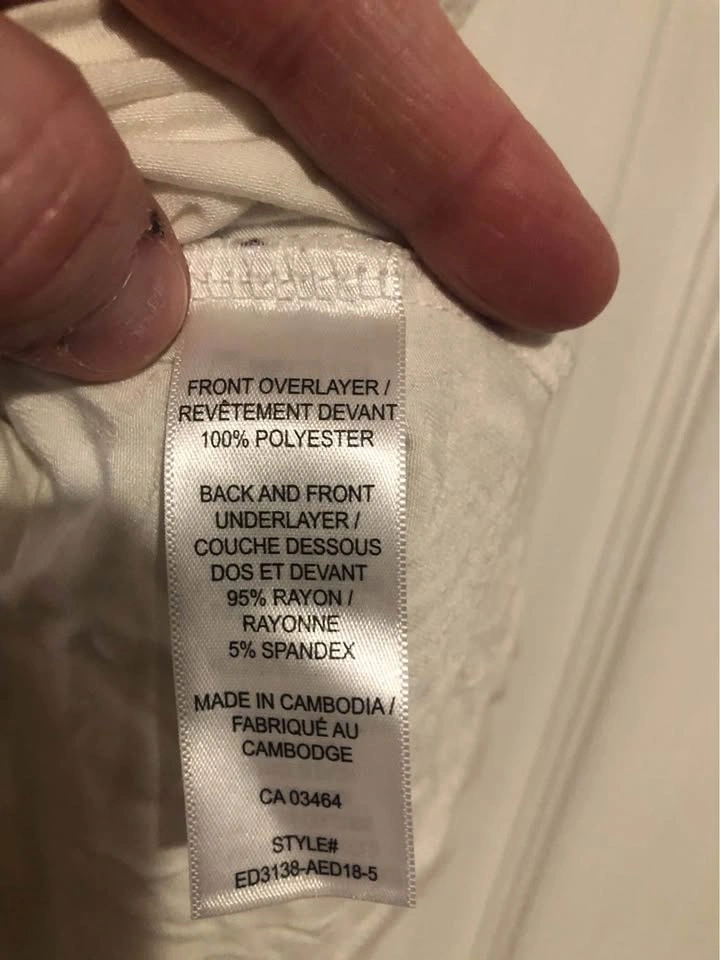 FRONT OVERLAYER /
REVÊTEMENT DEVANT
100% POLYESTER
BACK AND FRONT
UNDERLAYER /
COUCHE DESSOUS
DOS ET DEVANT
95% RAYON /
RAYONNE
5% SPANDEX
MADE IN CAMBODIA /
FABRIQUÉ AU
CAMBODGE
CA 03464
STYLE#
ED3138-AED18-5